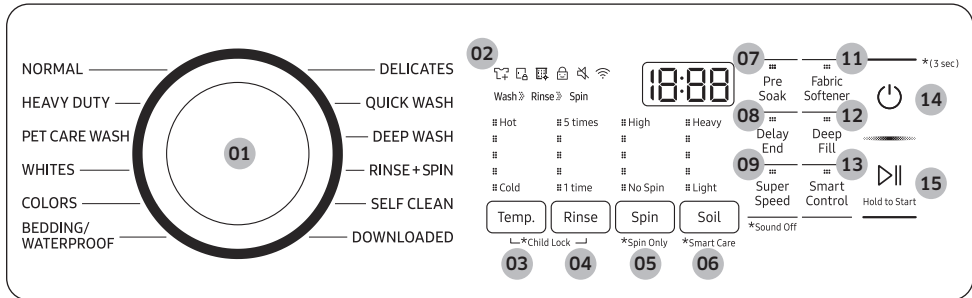 NORMAL
HEAVY DUTY
PET CARE WASH
WHITES
COLORS
BEDDING/
WATERPROOF
01
DELICATES
QUICK WASH
DEEP WASH
RINSE+SPIN
SELF CLEAN
DOWNLOADED
02
Wash» Rinse» Spin
18:88
Hot 5 times High Heavy
Cold 1 time No Spin Light
Temp. Rinse Spin Soil
*Child Lock *Spin Only *Smart Care
03 04 05 06
07
Pre
Soak
11
Fabric
Softener
08
Delay
End
12
Deep
Fill
09
Super
Speed
*Sound Off
13
Smart
Control
*(3 sec)
14
15
Hold to Start